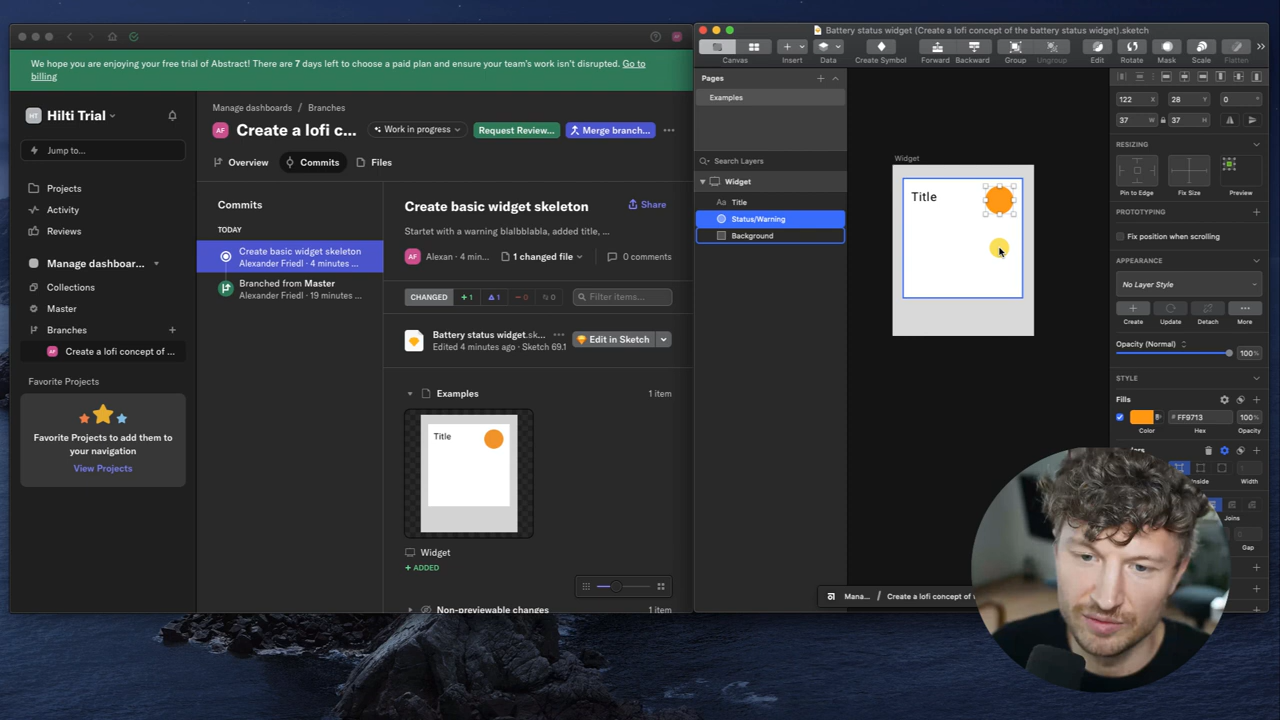 We hope you are enjoying your free trial of Abstract! There are 7 days left to choose a paid plan and ensure your team's work isn't disrupted. Go to
billing
HT Hilti Trial
Jump to...
Projects
Activity
Reviews
Manage dashboar...
Collections
Master
Branches
AF Create a lofi concept of ...
Favorite Projects
Favorite Projects to add them to
your navigation
View Projects
AF
Manage dashboards / Branches
AF Create a lofi c... Work in progress Request Review... Merge branch...
Overview Commits Files
Commits
TODAY
Create basic widget skeleton
Alexander Friedl · 4 minutes ...
Branched from Master
Alexander Friedl · 19 minutes ...
Create basic widget skeleton Share
Startet with a warning blalbblabla, added title, ...
AF Alexan · 4 min... 1 changed file 0 comments
CHANGED +1 1 0 0 Filter items...
Battery status widget.sk...
Edited 4 minutes ago · Sketch 69.1
Edit in Sketch
Examples 1 item
Title
Widget
+ ADDED
Non-previewable changes 1 item
Battery status widget (Create a lofi concept of the battery status widget).sketch
Canvas Insert Data Create Symbol Forward Backward Group Ungroup Edit Rotate Mask Scale Flatten
Pages
Examples
Search Layers
Widget
Aa Title
Status/Warning
Background
Widget
Title
Mana... / Create a lofi concept of
122 X 28 Y 0 °
37 W 37 H
RESIZING
Pin to Edge Fix Size Preview
PROTOTYPING
Fix position when scrolling
APPEARANCE
No Layer Style
Create Update Detach More
Opacity (Normal) 100%
STYLE
Fills
# FF9713 100%
Color Hex Opacity
Width
Joins
Gap